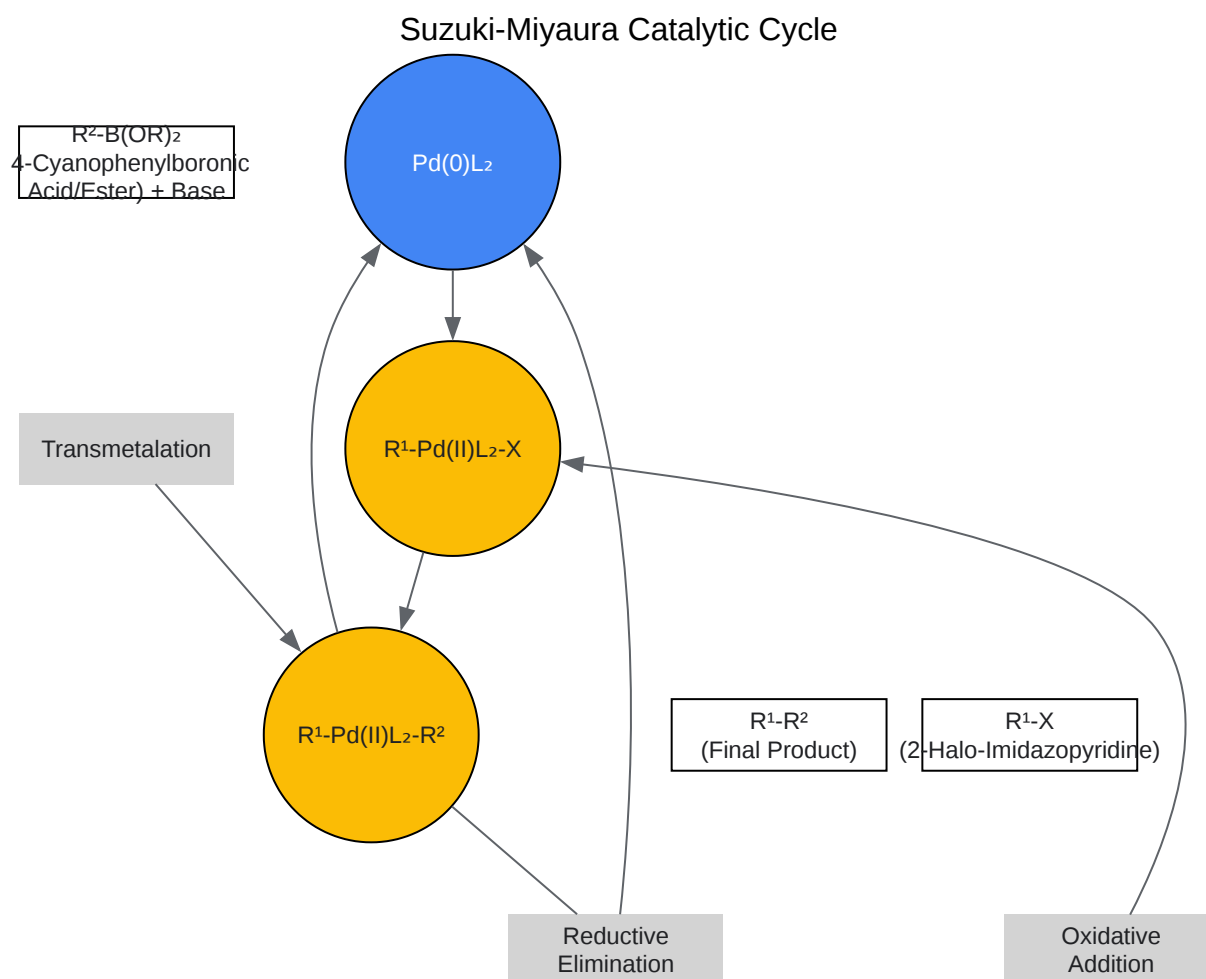 Suzuki-Miyaura Catalytic Cycle
R²-B(OR)₂
4-Cyanophenylboronic
Acid/Ester) + Base
Pd(0)L₂
Transmetalation
R¹-Pd(II)L₂-X
R¹-Pd(II)L₂-R²
R¹-R²
(Final Product)
R¹-X
(2-Halo-Imidazopyridine)
Reductive
Elimination
Oxidative
Addition